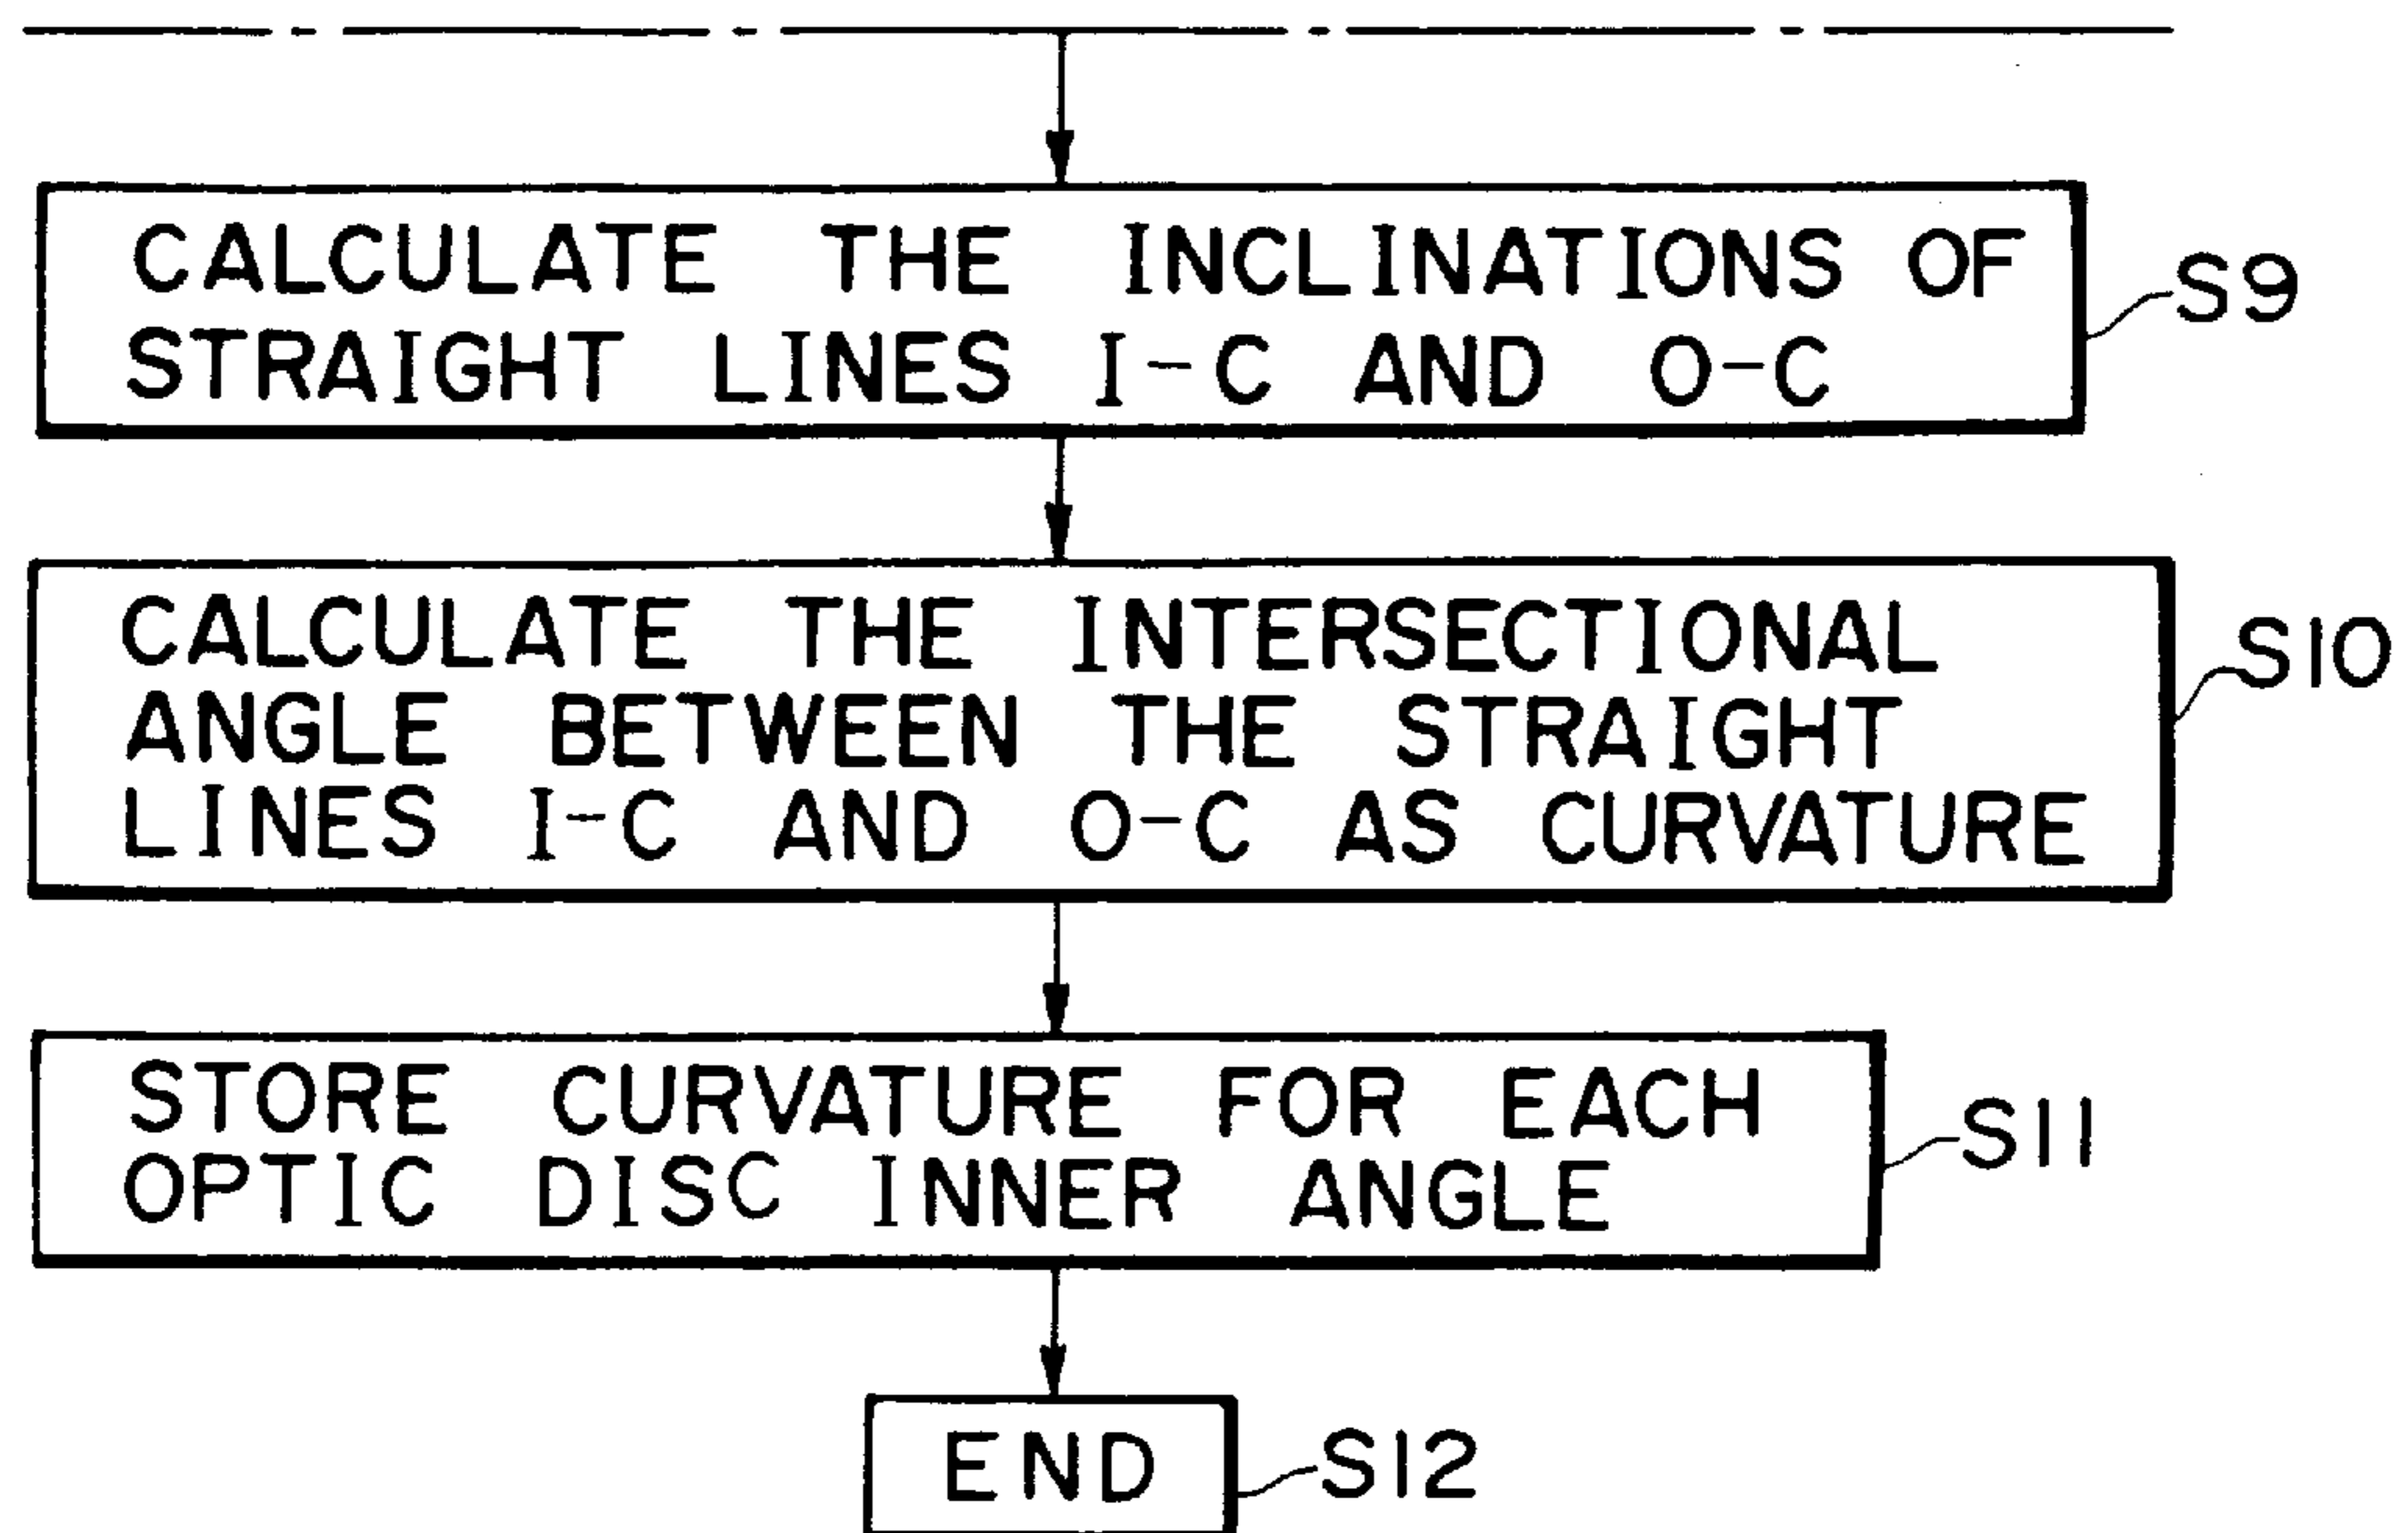 CALCULATE THE INCLINATIONS OF
STRAIGHT LINES I-C AND O-C
S9
CALCULATE THE INTERSECTIONAL
ANGLE BETWEEN THE STRAIGHT
LINES I-C AND O-C AS CURVATURE
S10
STORE CURVATURE FOR EACH
OPTIC DISC INNER ANGLE
S11
END
S12